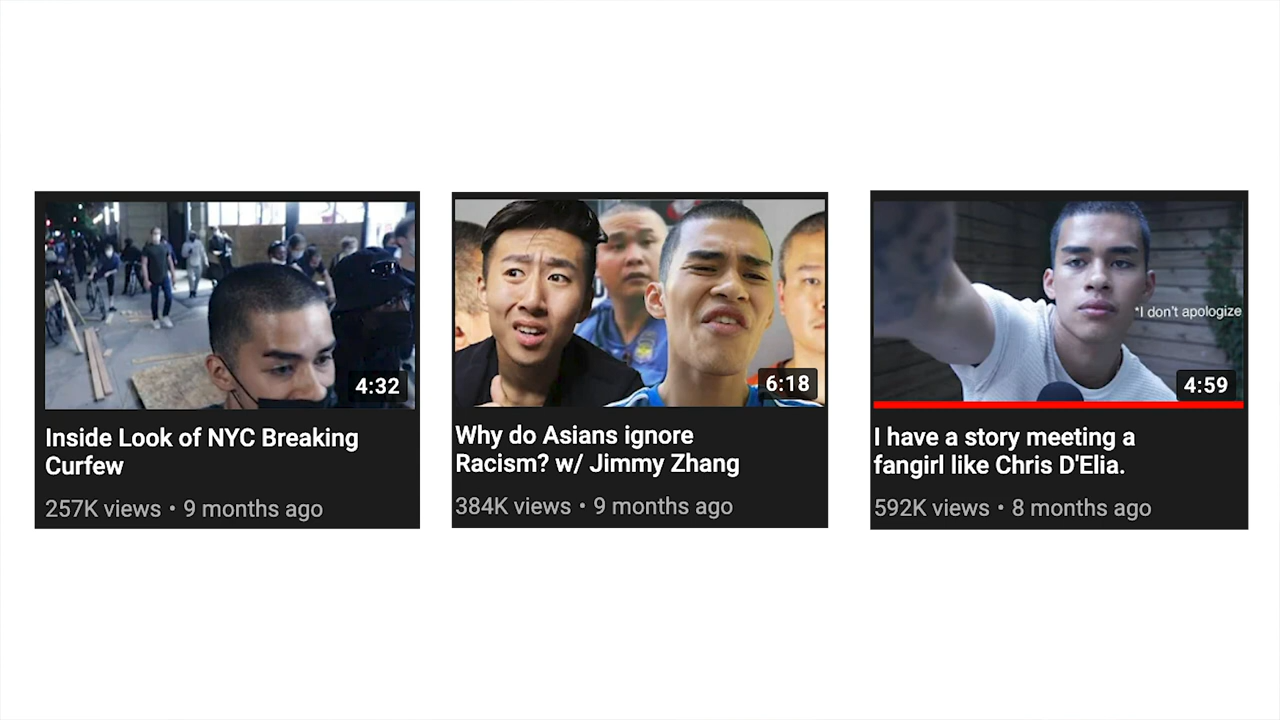 4:32
Inside Look of NYC Breaking
Curfew
257K views • 9 months ago
6:18
Why do Asians ignore
Racism? w/ Jimmy Zhang
384K views • 9 months ago
*I don't apologize
4:59
I have a story meeting a
fangirl like Chris D'Elia.
592K views • 8 months ago